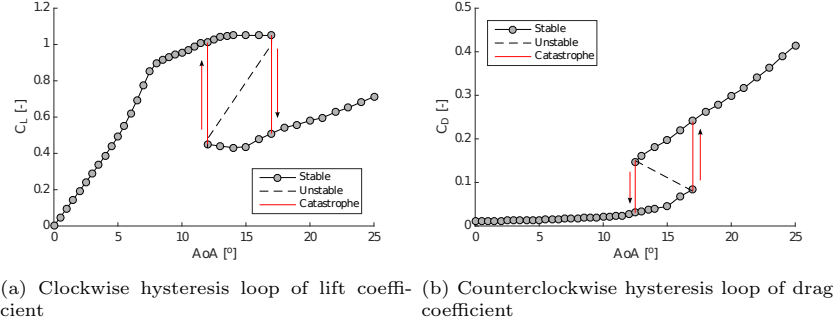 1.2
1
0.8
0.6
0.4
0.2
0
C_L [-]
0 5 10 15 20 25
AoA [°]
Stable
Unstable
Catastrophe
0.5
0.4
0.3
0.2
0.1
0
C_D [-]
0 5 10 15 20 25
AoA [°]
Stable
Unstable
Catastrophe
(a) Clockwise hysteresis loop of lift coeffi-
cient
(b) Counterclockwise hysteresis loop of drag
coefficient